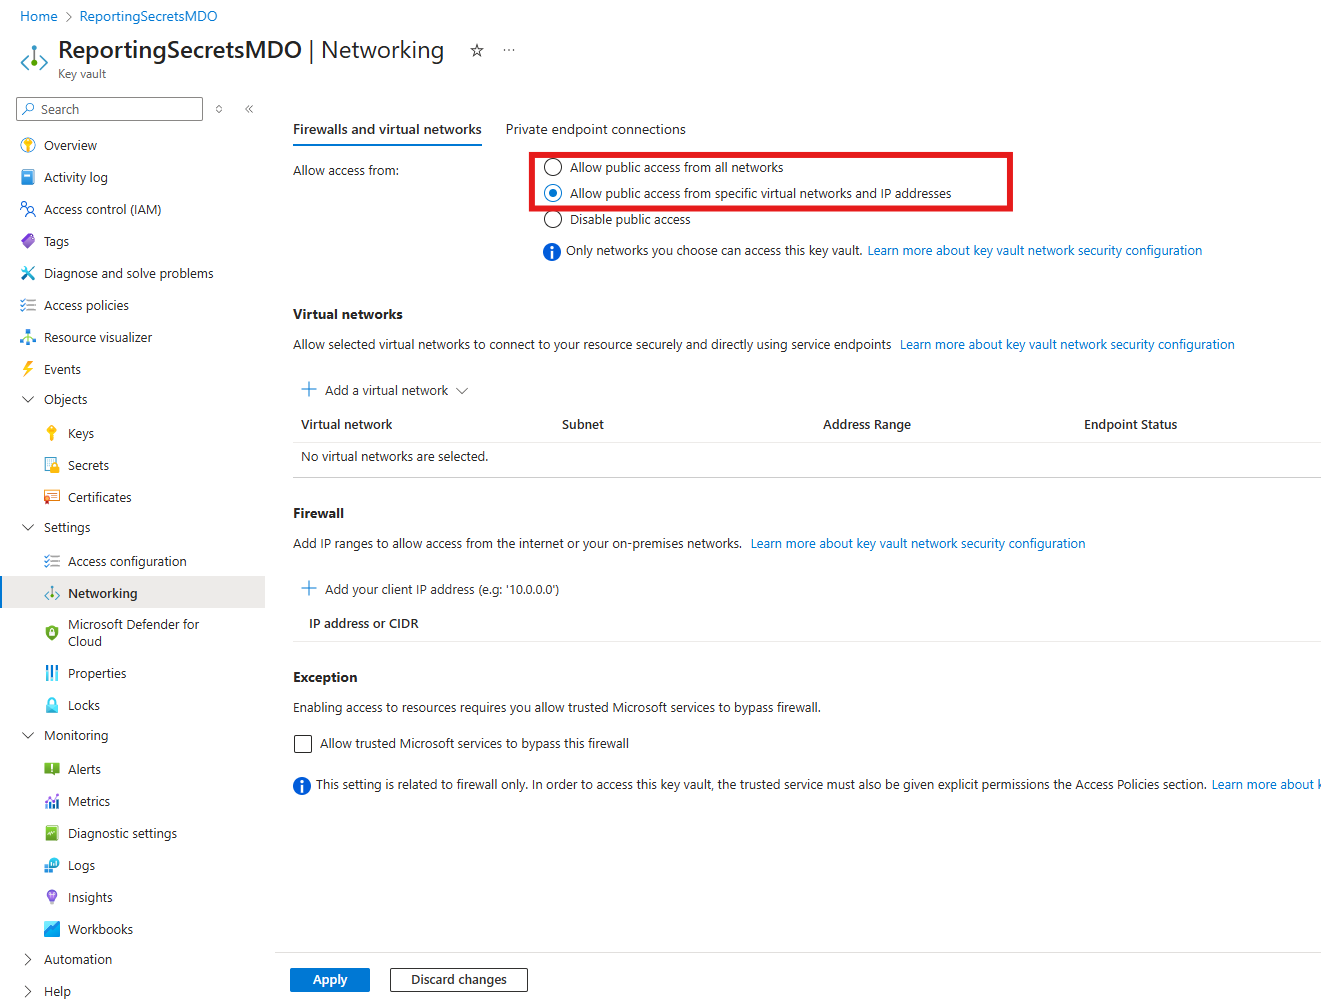 Home > ReportingSecretsMDO
ReportingSecretsMDO | Networking
Key vault
Search
Overview
Activity log
Access control (IAM)
Tags
Diagnose and solve problems
Access policies
Resource visualizer
Events
Objects
Keys
Secrets
Certificates
Settings
Access configuration
Networking
Microsoft Defender for
Cloud
Properties
Locks
Monitoring
Alerts
Metrics
Diagnostic settings
Logs
Insights
Workbooks
Automation
Help
Firewalls and virtual networks Private endpoint connections
Allow access from:
Allow public access from all networks
Allow public access from specific virtual networks and IP addresses
Disable public access
Only networks you choose can access this key vault. Learn more about key vault network security configuration
Virtual networks
Allow selected virtual networks to connect to your resource securely and directly using service endpoints Learn more about key vault network security configuration
Add a virtual network
Virtual network Subnet Address Range Endpoint Status
No virtual networks are selected.
Firewall
Add IP ranges to allow access from the internet or your on-premises networks. Learn more about key vault network security configuration
Add your client IP address (e.g: '10.0.0.0')
IP address or CIDR
Exception
Enabling access to resources requires you allow trusted Microsoft services to bypass firewall.
Allow trusted Microsoft services to bypass this firewall
This setting is related to firewall only. In order to access this key vault, the trusted service must also be given explicit permissions the Access Policies section. Learn more about k
Apply Discard changes